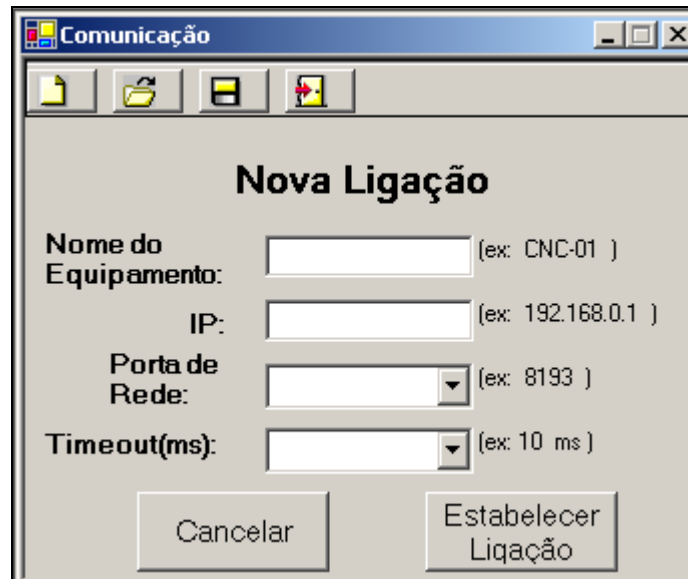 Comunicação
Nova Ligação
Nome do
Equipamento:
(ex: CNC-01 )
IP:
(ex: 192.168.0.1 )
Porta de
Rede:
(ex: 8193 )
Timeout(ms):
(ex: 10 ms )
Cancelar
Estabelecer
Ligação